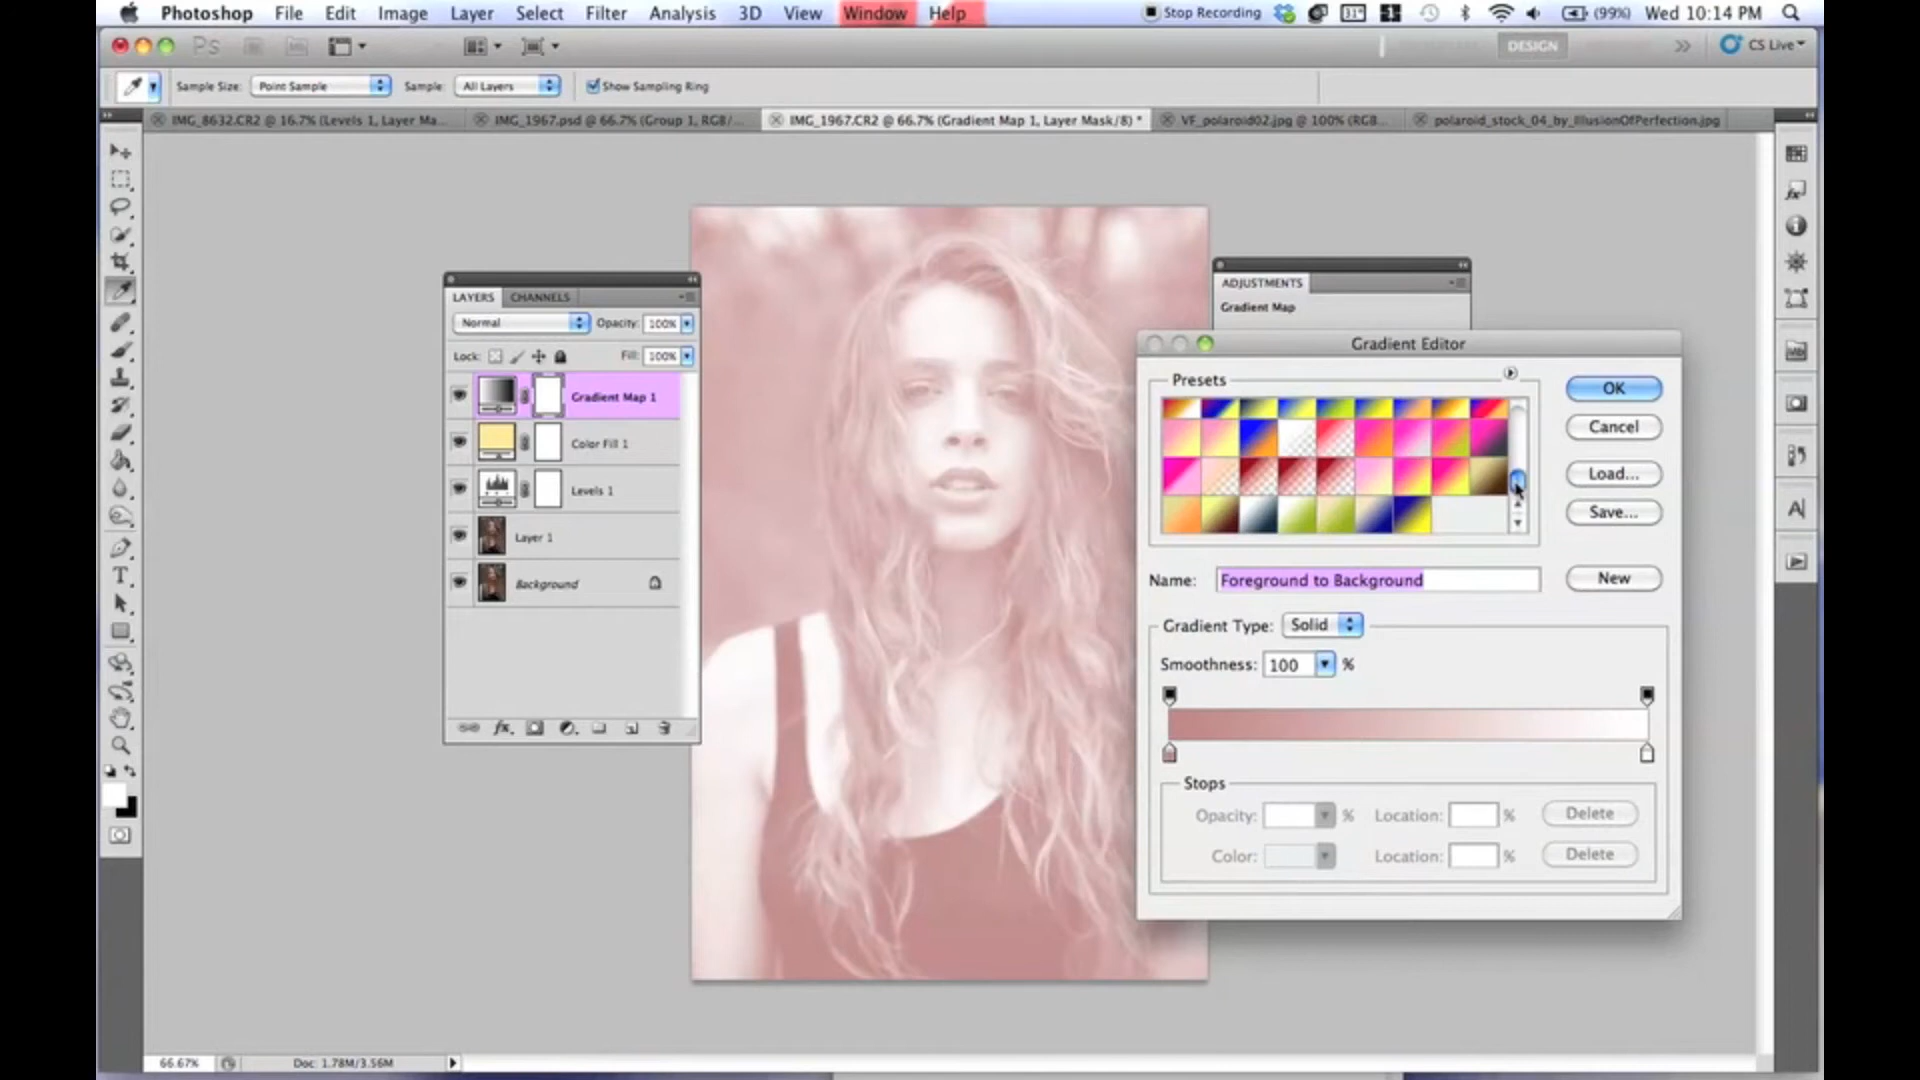 Photoshop File Edit Image Layer Select Filter Analysis 3D View Window Help Stop Recording 31 (99%) Wed 10:14 PM
Ps DESIGN CS Live
Sample Size: Point Sample Sample: All Layers Show Sampling Ring
IMG_8632.CR2 @ 16.7% (Levels 1, Layer Ma... IMG_1967.psd @ 66.7% (Group 1, RGB/... IMG_1967.CR2 @ 66.7% (Gradient Map 1, Layer Mask/8) * VF_polaroid02.jpg @ 100% (RGB... polaroid_stock_04_by_IllusionOfPerfection.jpg
LAYERS CHANNELS
Normal Opacity: 100%
Lock: Fill: 100%
Gradient Map 1
Color Fill 1
Levels 1
Layer 1
Background
ADJUSTMENTS
Gradient Map
Gradient Editor
Presets
OK
Cancel
Load...
Save...
Name: Foreground to Background New
Gradient Type: Solid
Smoothness: 100 %
Stops
Opacity: % Location: % Delete
Color: Location: % Delete
66.67% Doc: 1.78M/3.56M